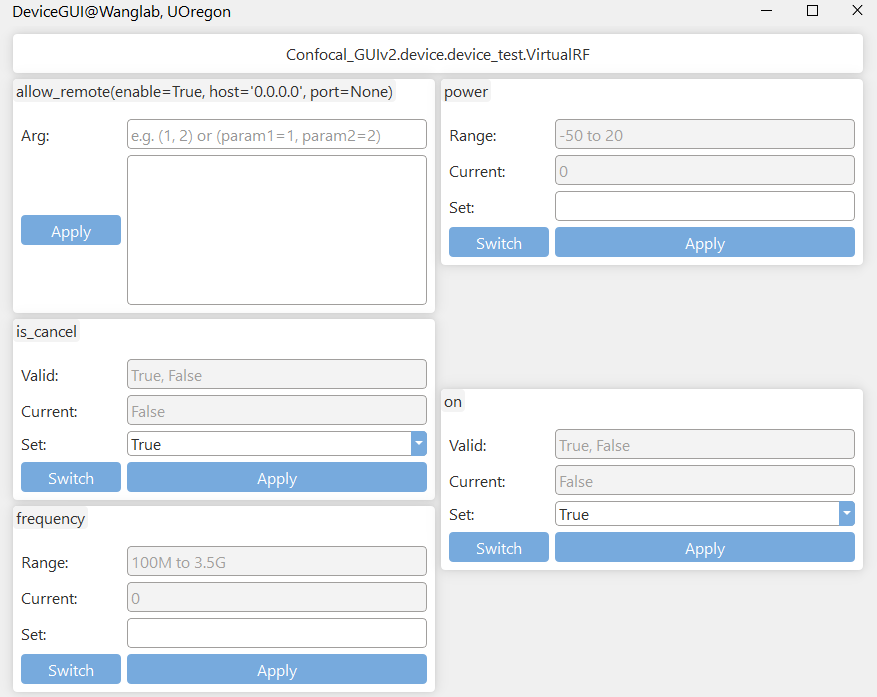 DeviceGUI@Wanglab, UOregon
Confocal_GUIv2.device.device_test.VirtualRF
allow_remote(enable=True, host='0.0.0.0', port=None)
Arg:
e.g. (1, 2) or (param1=1, param2=2)
Apply
is_cancel
Valid:
True, False
Current:
False
Set:
True
Switch
Apply
frequency
Range:
100M to 3.5G
Current:
0
Set:
Switch
Apply
power
Range:
-50 to 20
Current:
0
Set:
Switch
Apply
on
Valid:
True, False
Current:
False
Set:
True
Switch
Apply